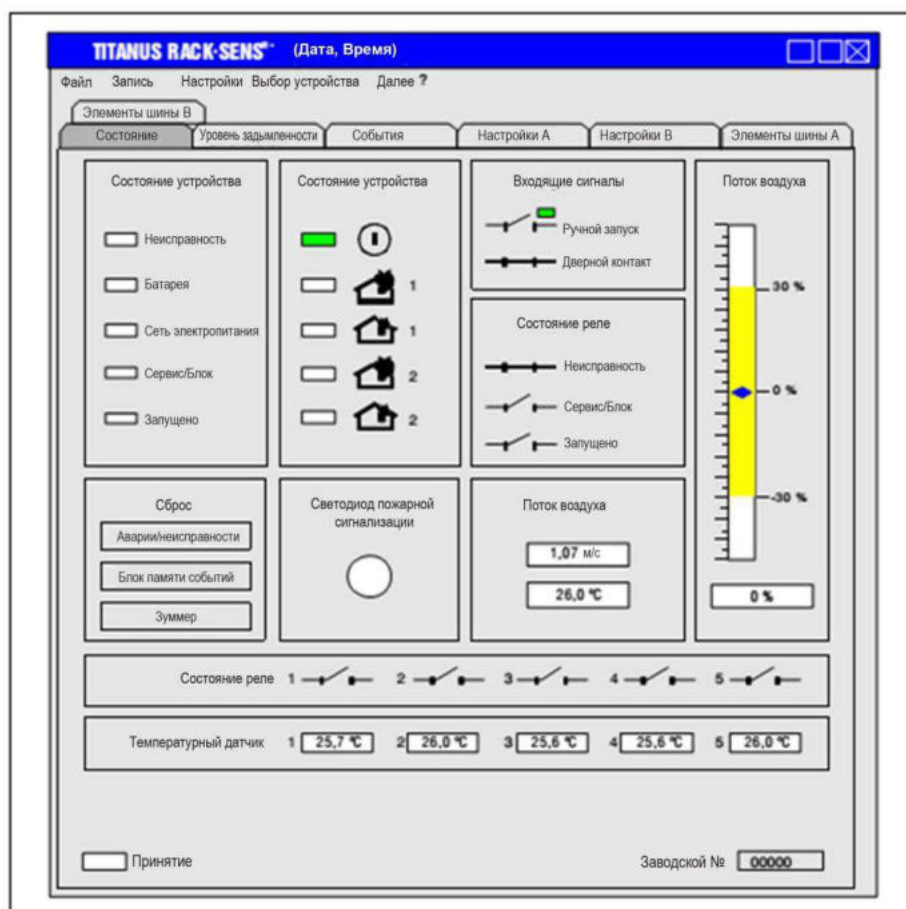 TITANUS RACK·SENS® (Дата, Время)
Файл Запись Настройки Выбор устройства Далее ?
Элементы шины В
Состояние Уровень задымленности События Настройки А Настройки В Элементы шины А
Состояние устройства
Неисправность
Батарея
Сеть электропитания
Сервис/Блок
Запущено
Состояние устройства
1
1
2
2
Входящие сигналы
Ручной запуск
Дверной контакт
Состояние реле
Неисправность
Сервис/Блок
Запущено
Поток воздуха
30 %
0 %
-30 %
0 %
Сброс
Аварии/неисправности
Блок памяти событий
Зуммер
Светодиод пожарной
сигнализации
Поток воздуха
1,07 м/с
26,0 °C
Состояние реле 1 2 3 4 5
Температурный датчик 1 25,7 °C 2 26,0 °C 3 25,6 °C 4 25,6 °C 5 26,0 °C
Принятие
Заводской № 00000